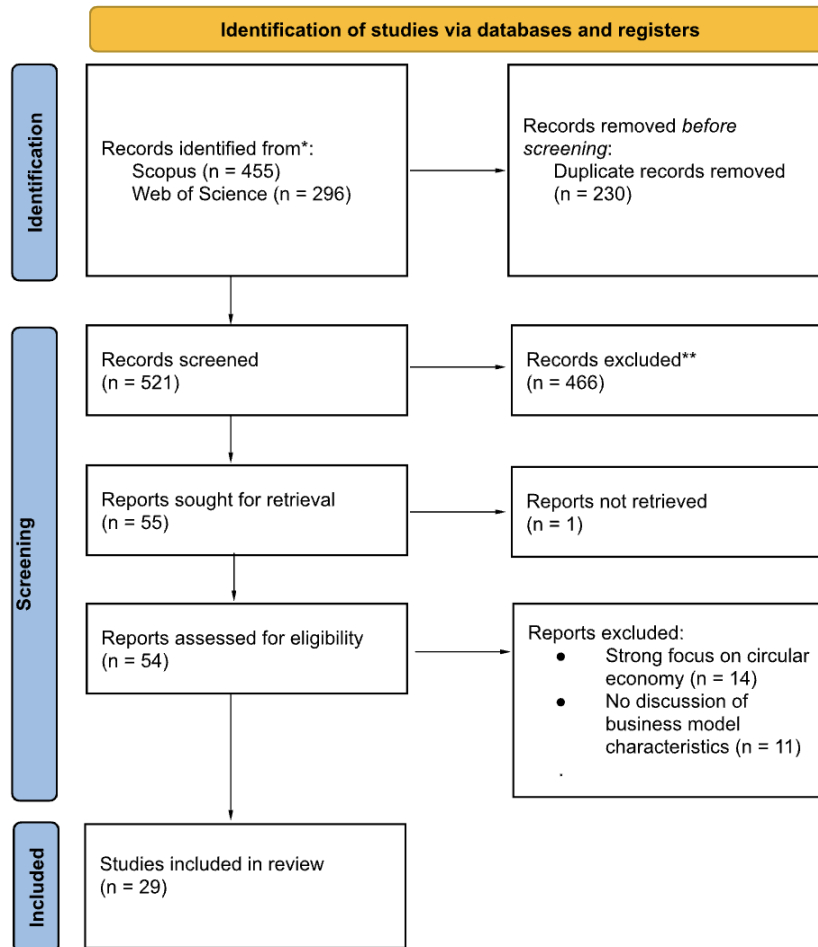 Identification of studies via databases and registers
Identification
Records identified from*:
Scopus (n = 455)
Web of Science (n = 296)
Records removed before
screening:
Duplicate records removed
(n = 230)
Screening
Records screened
(n = 521)
Records excluded**
(n = 466)
Reports sought for retrieval
(n = 55)
Reports not retrieved
(n = 1)
Reports assessed for eligibility
(n = 54)
Reports excluded:
● Strong focus on circular
economy (n = 14)
● No discussion of
business model
characteristics (n = 11)
.
Included
Studies included in review
(n = 29)